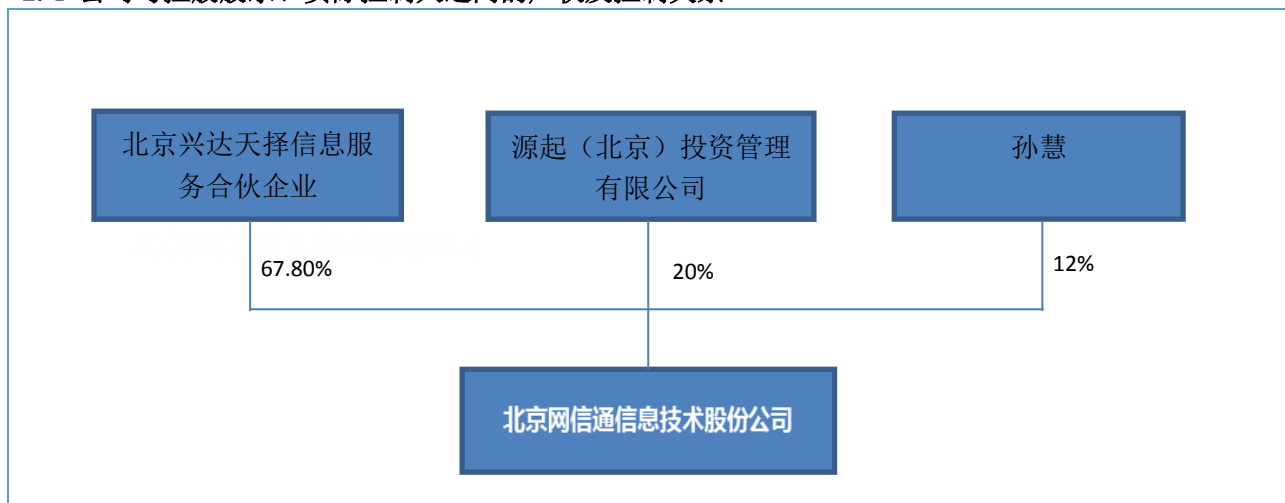 北京兴达天择信息服
务合伙企业
源起（北京）投资管理
有限公司
孙慧
67.80%
20%
12%
北京网信通信息技术股份公司